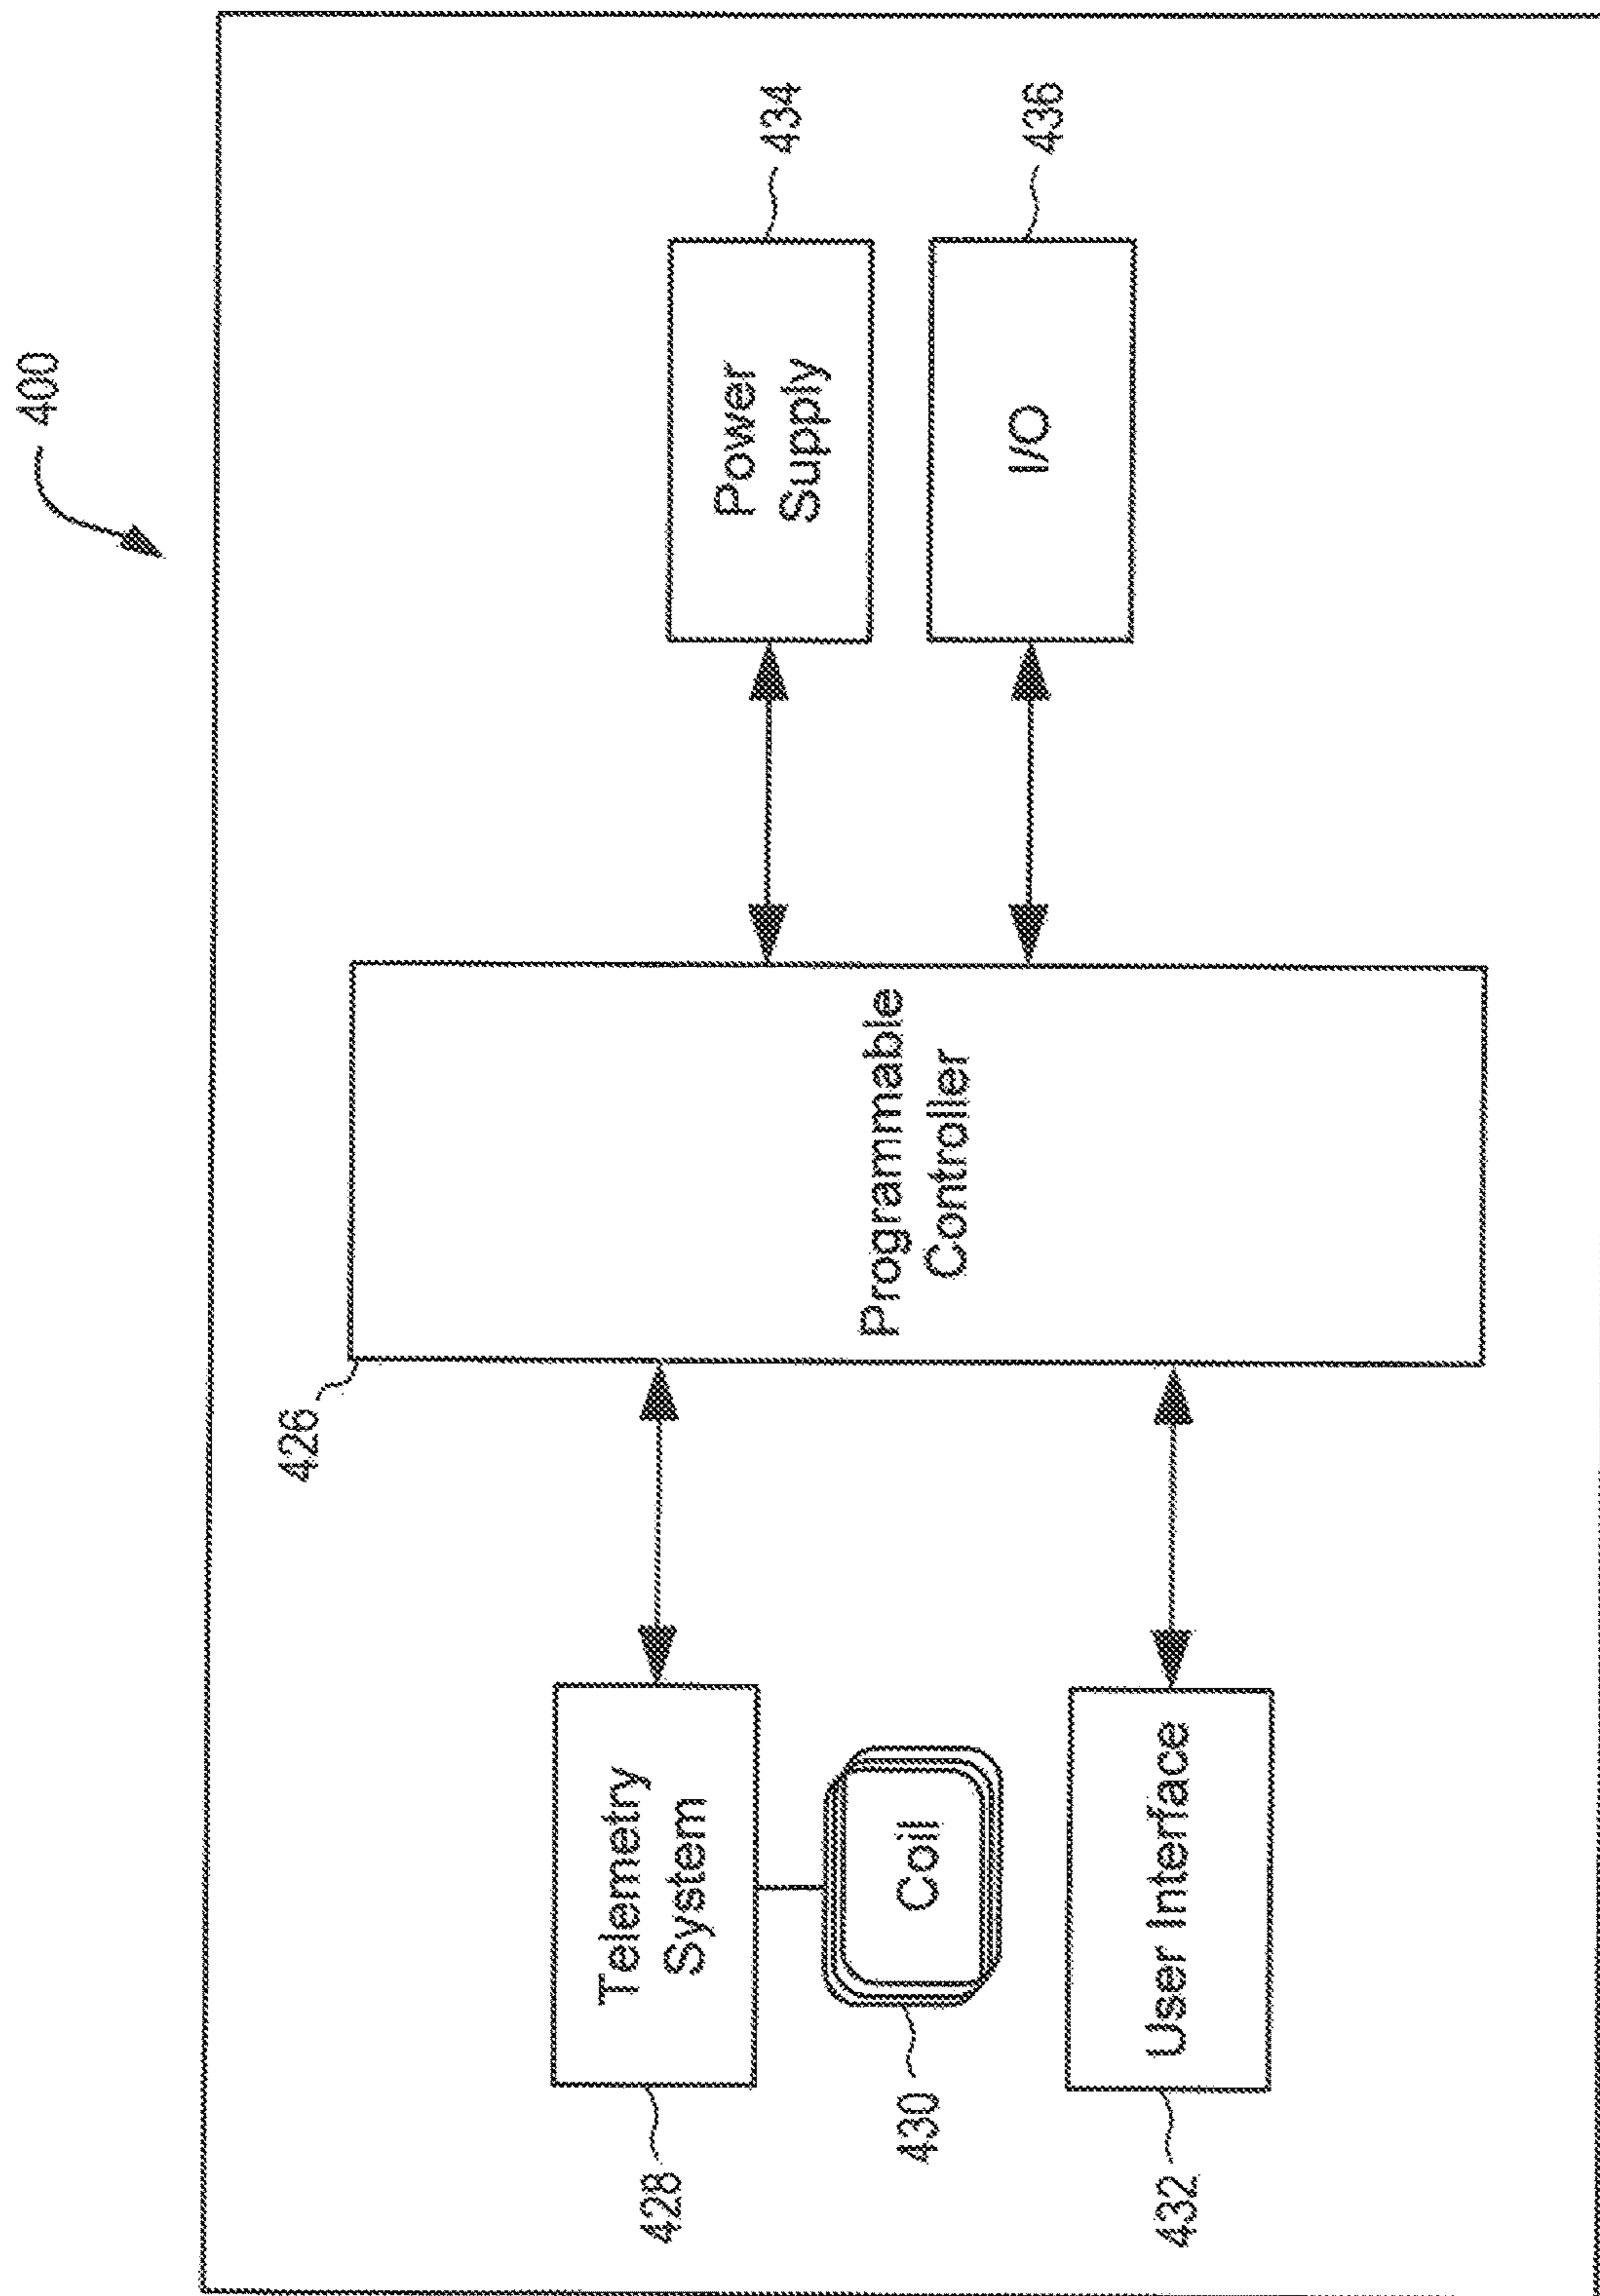 400
426
428
Telemetry
System
430
Coil
432
User Interface
Programmable
Controller
Power
Supply
434
I/O
436